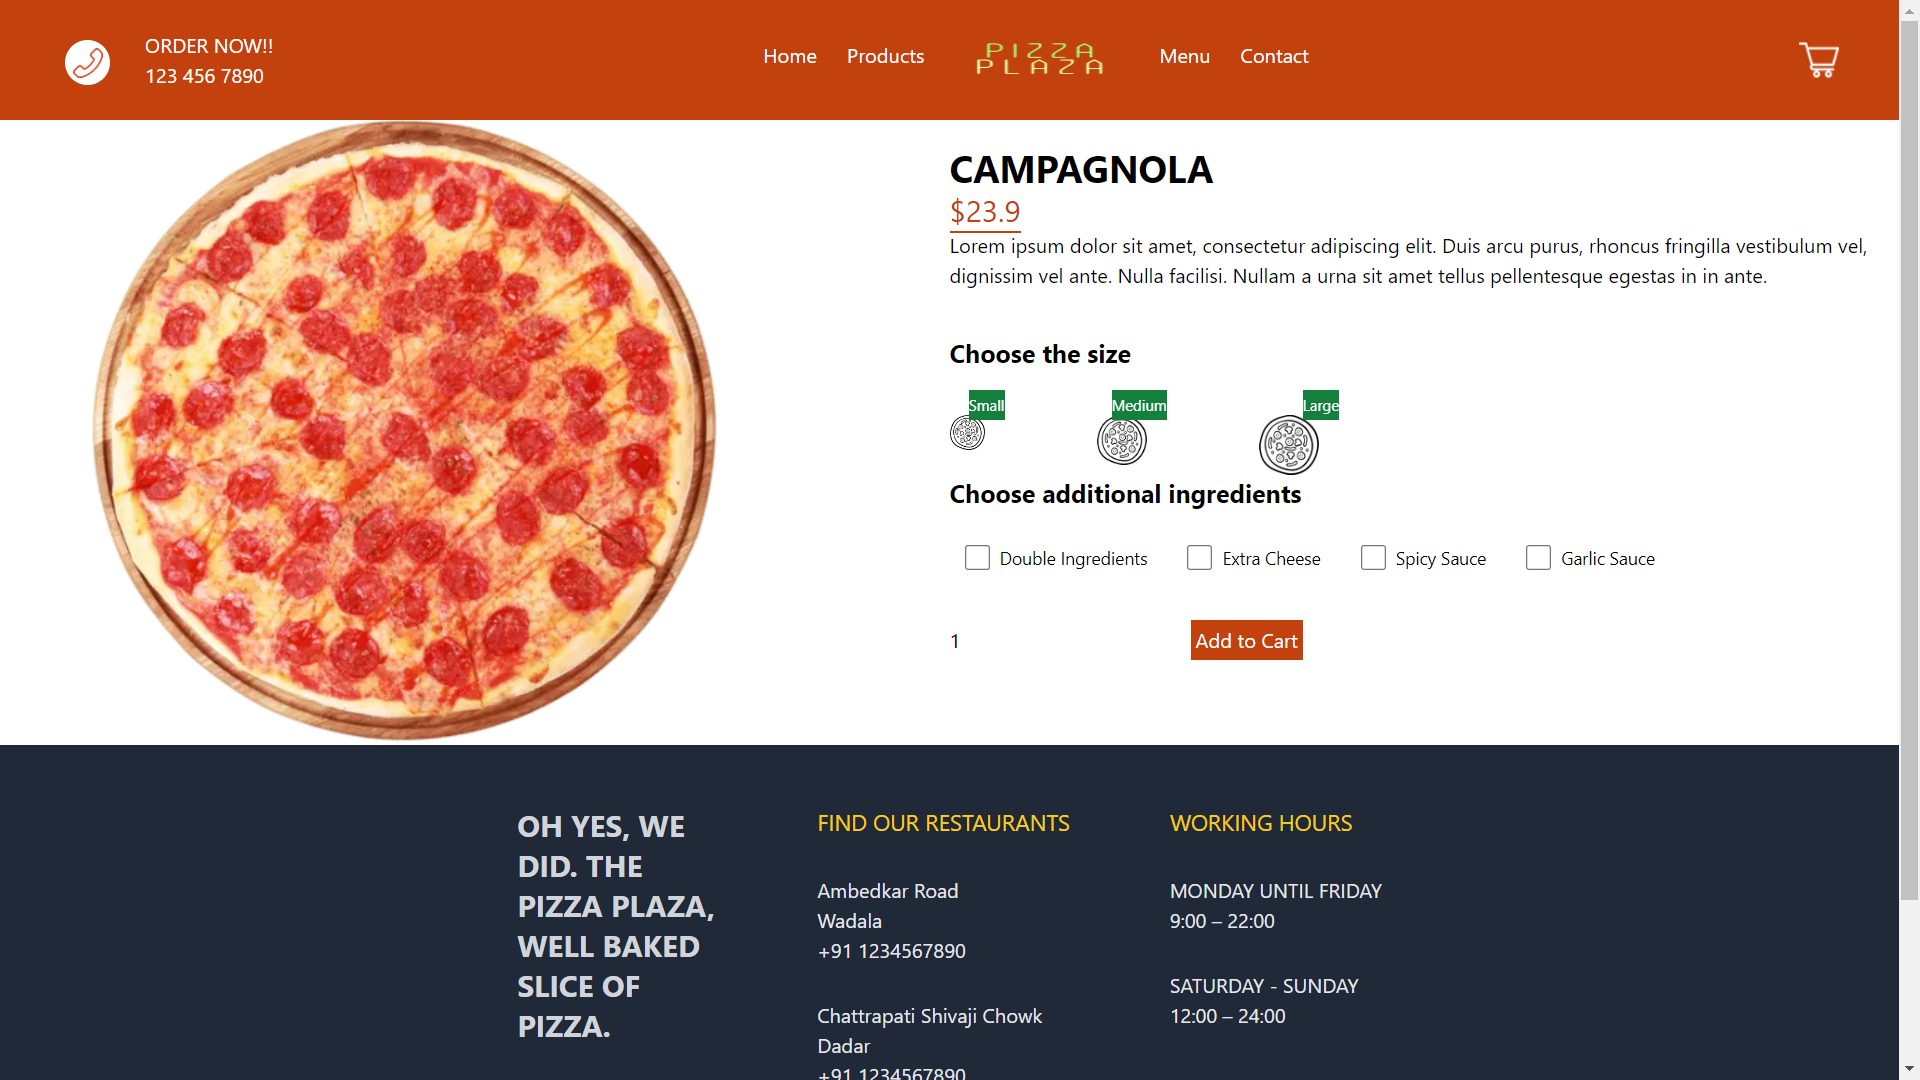 ORDER NOW!!
123 456 7890
Home
Products
PIZZA
PLAZA
Menu
Contact
CAMPAGNOLA
$23.9
Lorem ipsum dolor sit amet, consectetur adipiscing elit. Duis arcu purus, rhoncus fringilla vestibulum vel,
dignissim vel ante. Nulla facilisi. Nullam a urna sit amet tellus pellentesque egestas in in ante.
Choose the size
Small
Medium
Large
Choose additional ingredients
Double Ingredients
Extra Cheese
Spicy Sauce
Garlic Sauce
1
Add to Cart
OH YES, WE
DID. THE
PIZZA PLAZA,
WELL BAKED
SLICE OF
PIZZA.
FIND OUR RESTAURANTS
Ambedkar Road
Wadala
+91 1234567890
Chattrapati Shivaji Chowk
Dadar
+91 1234567890
WORKING HOURS
MONDAY UNTIL FRIDAY
9:00 – 22:00
SATURDAY - SUNDAY
12:00 – 24:00